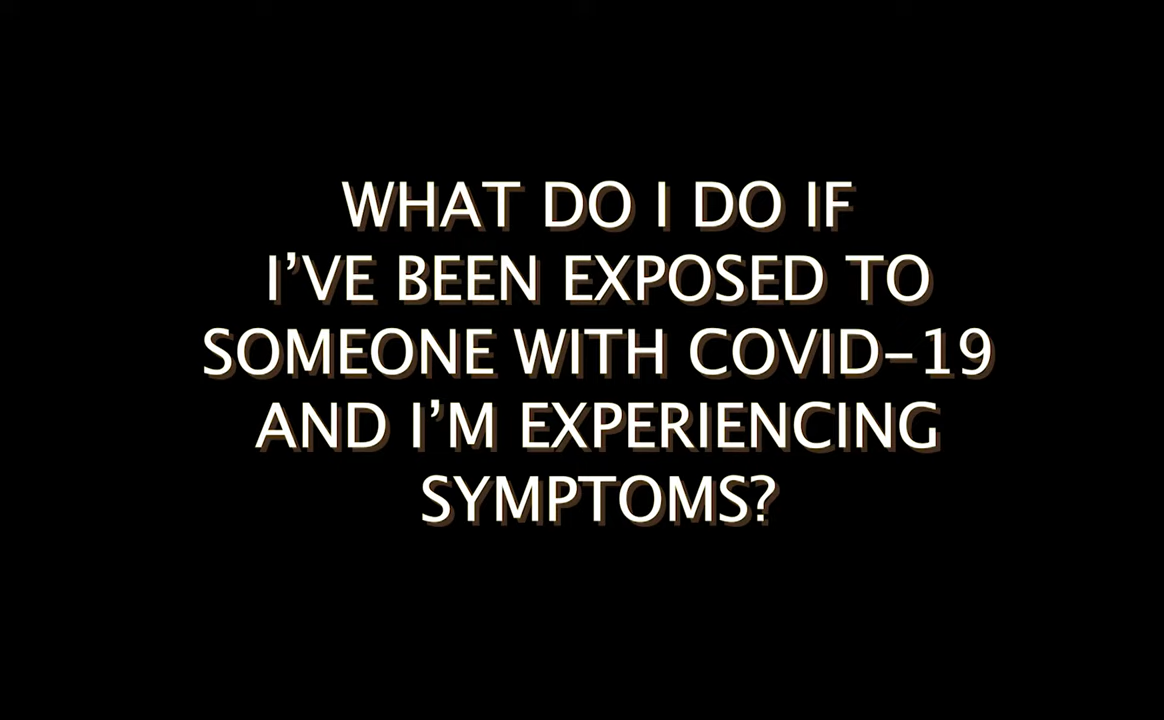 WHAT DO I DO IF
I’VE BEEN EXPOSED TO
SOMEONE WITH COVID-19
AND I’M EXPERIENCING
SYMPTOMS?